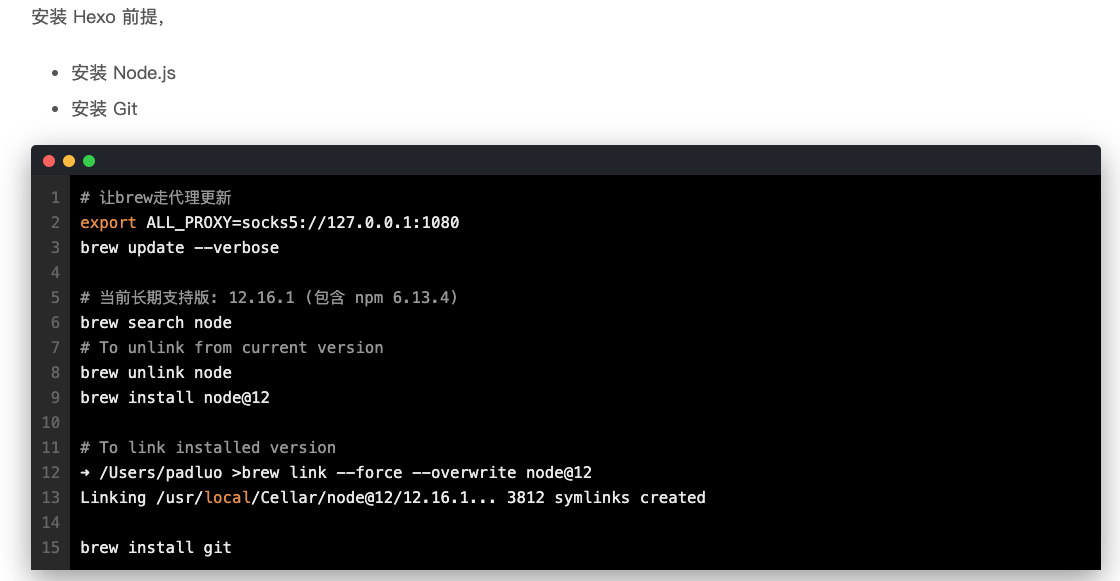 安装 Hexo 前提,
• 安装 Node.js
• 安装 Git
1 # 让brew走代理更新
2 export ALL_PROXY=socks5://127.0.0.1:1080
3 brew update --verbose
4
5 # 当前长期支持版: 12.16.1 (包含 npm 6.13.4)
6 brew search node
7 # To unlink from current version
8 brew unlink node
9 brew install node@12
10
11 # To link installed version
12 ➜ /Users/padluo >brew link --force --overwrite node@12
13 Linking /usr/local/Cellar/node@12/12.16.1... 3812 symlinks created
14
15 brew install git